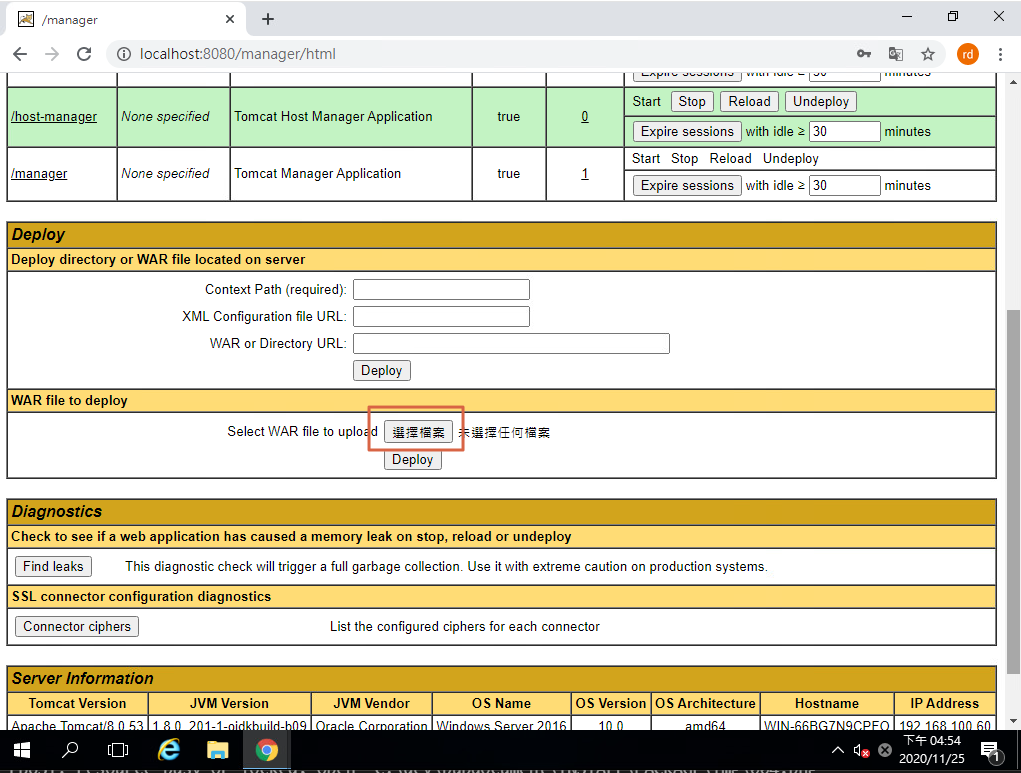 /manager
localhost:8080/manager/html
rd
Expire sessions with idle ≥ 30 minutes
/host-manager None specified Tomcat Host Manager Application true 0 Start Stop Reload Undeploy
Expire sessions with idle ≥ 30 minutes
/manager None specified Tomcat Manager Application true 1 Start Stop Reload Undeploy
Expire sessions with idle ≥ 30 minutes
Deploy
Deploy directory or WAR file located on server
Context Path (required):
XML Configuration file URL:
WAR or Directory URL:
Deploy
WAR file to deploy
Select WAR file to upload 選擇檔案 未選擇任何檔案
Deploy
Diagnostics
Check to see if a web application has caused a memory leak on stop, reload or undeploy
Find leaks This diagnostic check will trigger a full garbage collection. Use it with extreme caution on production systems.
SSL connector configuration diagnostics
Connector ciphers List the configured ciphers for each connector
Server Information
Tomcat Version JVM Version JVM Vendor OS Name OS Version OS Architecture Hostname IP Address
Apache Tomcat/8.0.53 1.8.0_201-1-ojdkbuild-b09 Oracle Corporation Windows Server 2016 10.0 amd64 WIN-66BG7N9CPEO 192.168.100.60
下午 04:54
2020/11/25
1